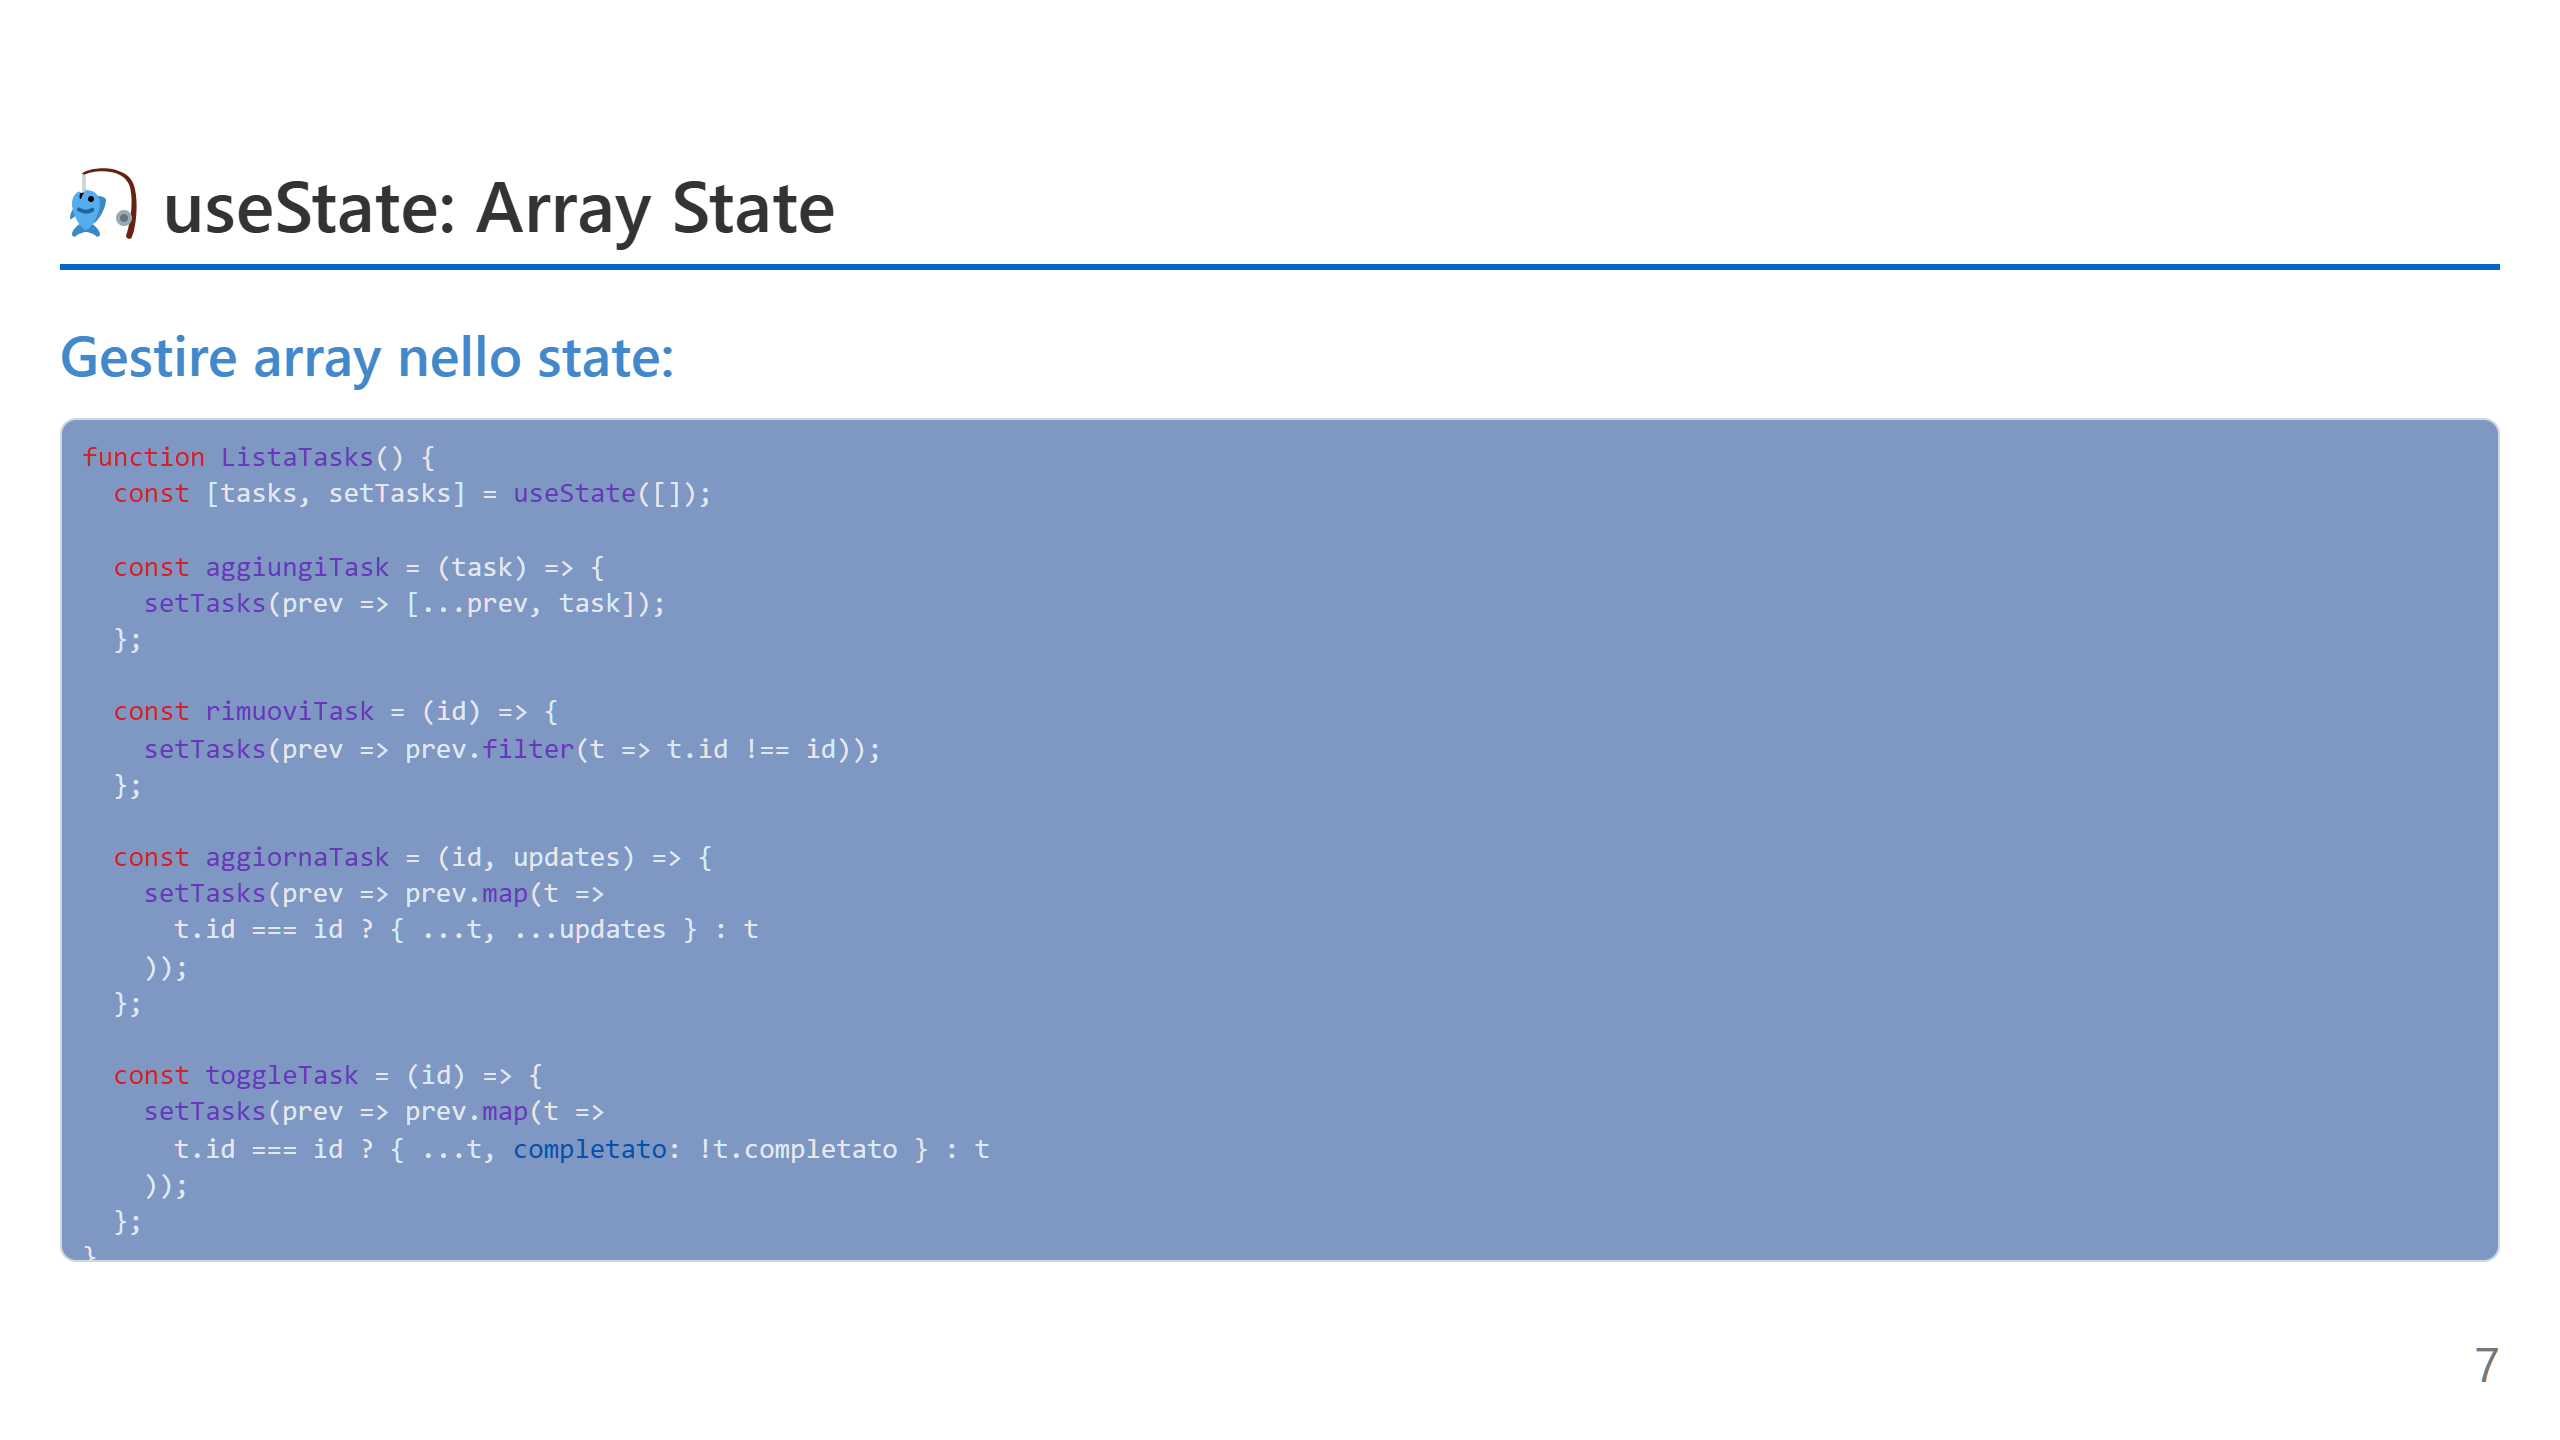 useState: Array State
Gestire array nello state:
function ListaTasks() {
  const [tasks, setTasks] = useState([]);

  const aggiungiTask = (task) => {
    setTasks(prev => [...prev, task]);
  };

  const rimuoviTask = (id) => {
    setTasks(prev => prev.filter(t => t.id !== id));
  };

  const aggiornaTask = (id, updates) => {
    setTasks(prev => prev.map(t =>
      t.id === id ? { ...t, ...updates } : t
    ));
  };

  const toggleTask = (id) => {
    setTasks(prev => prev.map(t =>
      t.id === id ? { ...t, completato: !t.completato } : t
    ));
  };
}
7